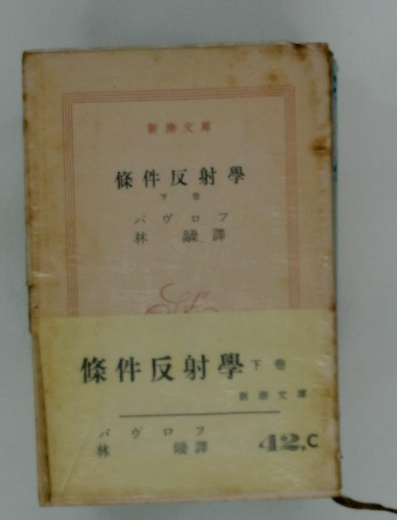 新潮文庫
條件反射學
下巻
パヴロフ
林 髞 譯
條件反射學 下巻
新潮文庫
パヴロフ
林 髞 譯
42.C